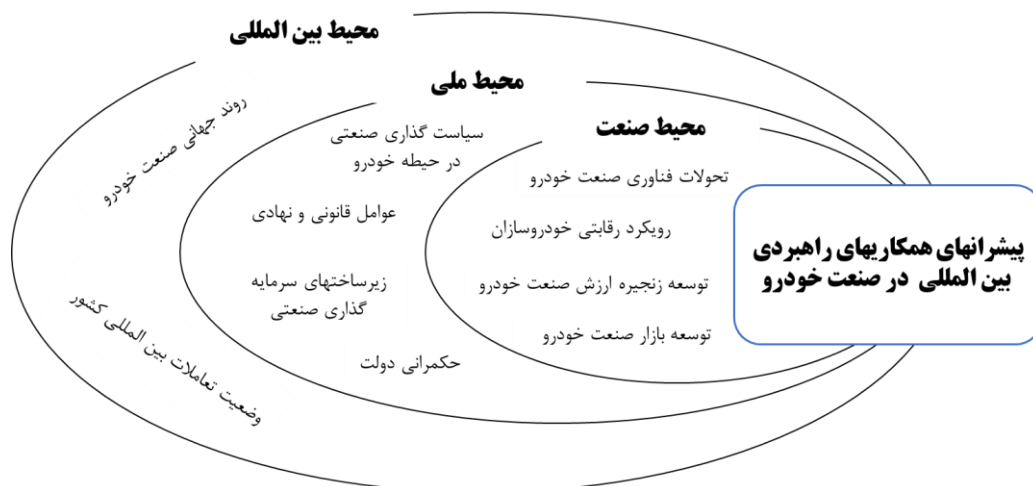 محیط بین المللی
محیط ملی
محیط صنعت
روند جهانی صنعت خودرو
وضعیت تعاملات بین المللی کشور
سیاست گذاری صنعتی
در حیطه خودرو
عوامل قانونی و نهادی
زیرساختهای سرمایه
گذاری صنعتی
حکمرانی دولت
تحولات فناوری صنعت خودرو
رویکرد رقابتی خودروسازان
توسعه زنجیره ارزش صنعت خودرو
توسعه بازار صنعت خودرو
پیشرانهای همکاریهای راهبردی
بین المللی در صنعت خودرو